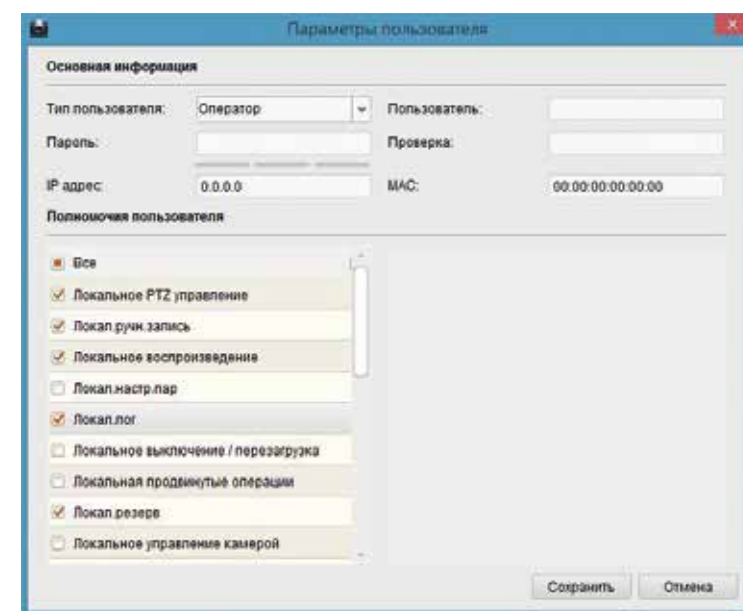 Параметры пользователя
Основная информация
Тип пользователя: Оператор Пользователь:
Пароль: Проверка:
IP адрес: 0.0.0.0 MAC: 00:00:00:00:00:00
Полномочия пользователя
Все
Локальное PTZ управление
Локал.ручн.запись
Локальное воспроизведение
Локал.настр.пар
Локал.лог
Локальное выключение / перезагрузка
Локальная продвинутые операции
Локал.резерв
Локальное управление камерой
Сохранить Отмена